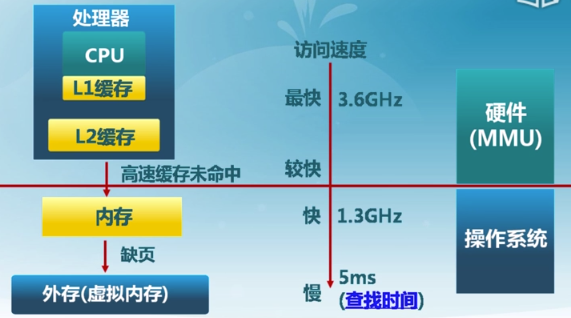 处理器
CPU
L1缓存
L2缓存
高速缓存未命中
内存
缺页
外存(虚拟内存)
访问速度
最快 3.6GHz
较快
快 1.3GHz
慢 5ms
(查找时间)
硬件
(MMU)
操作系统